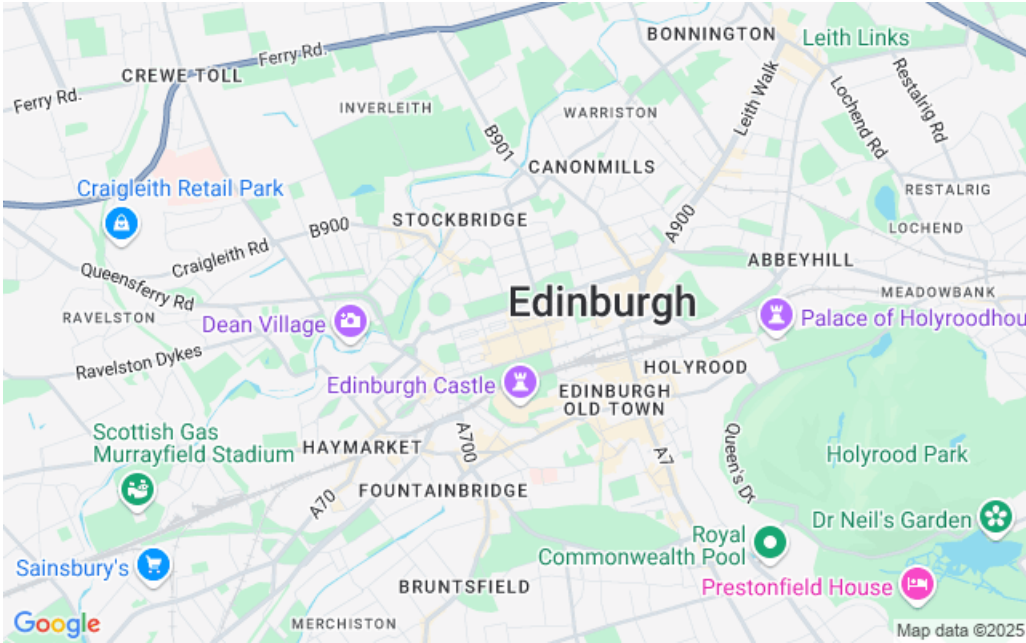 BONNINGTON
Leith Links
Ferry Rd.
CREWE TOLL
Ferry Rd.
INVERLEITH
WARRISTON
Leith Walk
Lochend Rd
Restalrig Rd
B901
CANONMILLS
Craigleith Retail Park
RESTALRIG
STOCKBRIDGE
B900
A900
LOCHEND
Craigleith Rd
ABBEYHILL
Queensferry Rd
MEADOWBANK
Edinburgh
RAVELSTON
Dean Village
Palace of Holyroodhou
Ravelston Dykes
HOLYROOD
Edinburgh Castle
EDINBURGH
OLD TOWN
Scottish Gas
Murrayfield Stadium
HAYMARKET
A700
A7
Queen's Dr
Holyrood Park
FOUNTAINBRIDGE
A70
Dr Neil's Garden
Royal
Commonwealth Pool
Sainsbury's
BRUNTSFIELD
Prestonfield House
MERCHISTON
Google
Map data ©2025